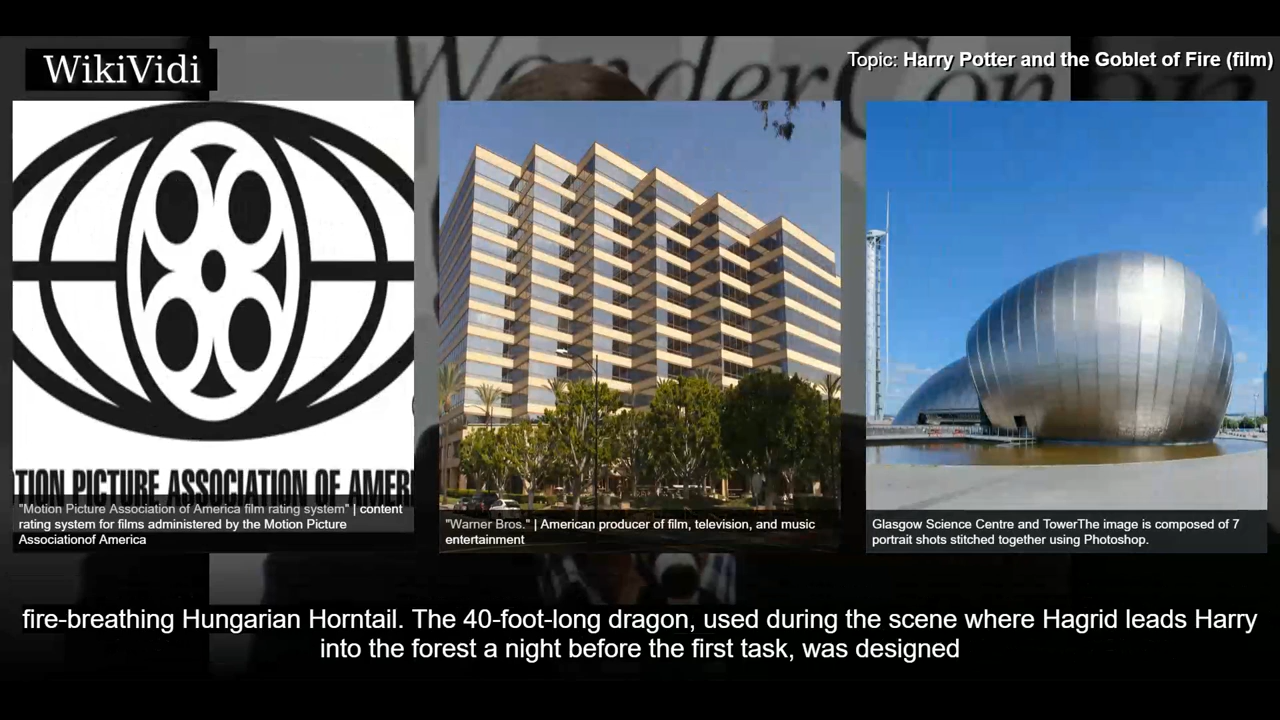 WonderCon
WikiVidi
Topic: Harry Potter and the Goblet of Fire (film)
TION PICTURE ASSOCIATION OF AMERI
"Motion Picture Association of America film rating system" | content
rating system for films administered by the Motion Picture
Associationof America
"Warner Bros." | American producer of film, television, and music
entertainment
Glasgow Science Centre and TowerThe image is composed of 7
portrait shots stitched together using Photoshop.
fire-breathing Hungarian Horntail. The 40-foot-long dragon, used during the scene where Hagrid leads Harry
into the forest a night before the first task, was designed